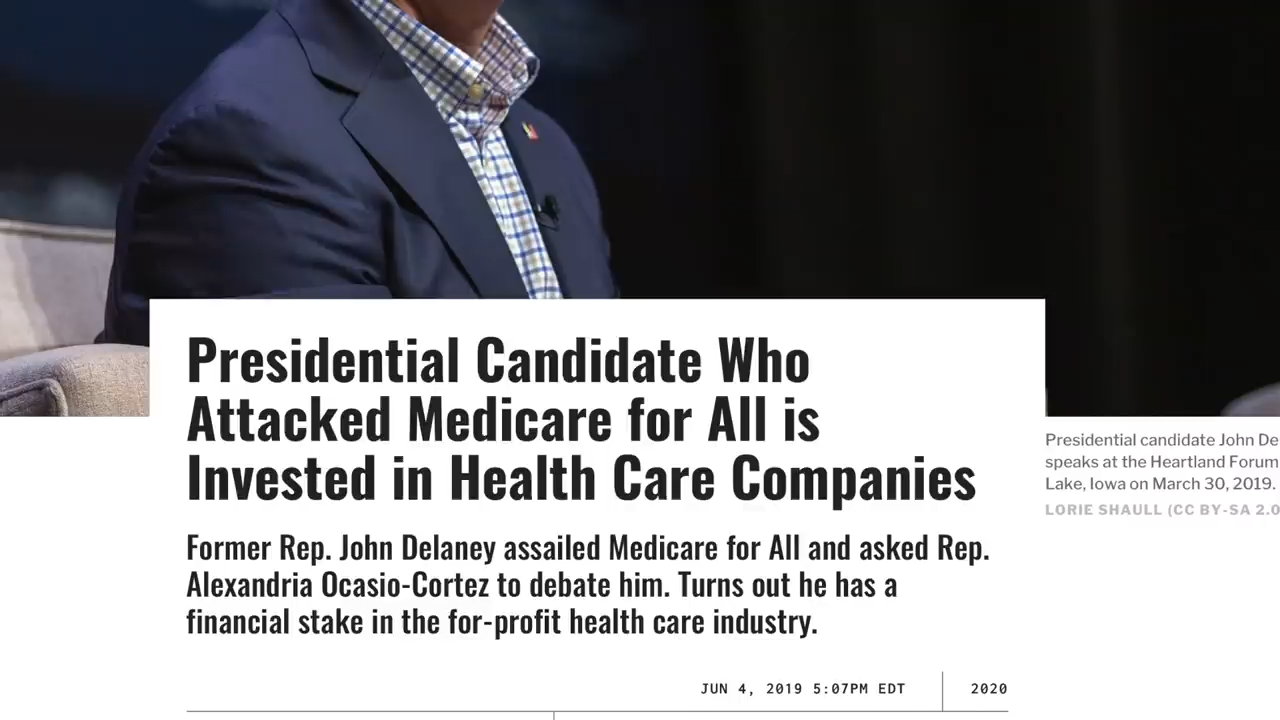 Presidential Candidate Who
Attacked Medicare for All is
Invested in Health Care Companies
Former Rep. John Delaney assailed Medicare for All and asked Rep.
Alexandria Ocasio-Cortez to debate him. Turns out he has a
financial stake in the for-profit health care industry.
JUN 4, 2019 5:07PM EDT
2020
Presidential candidate John De
speaks at the Heartland Forum
Lake, Iowa on March 30, 2019.
LORIE SHAULL (CC BY-SA 2.0